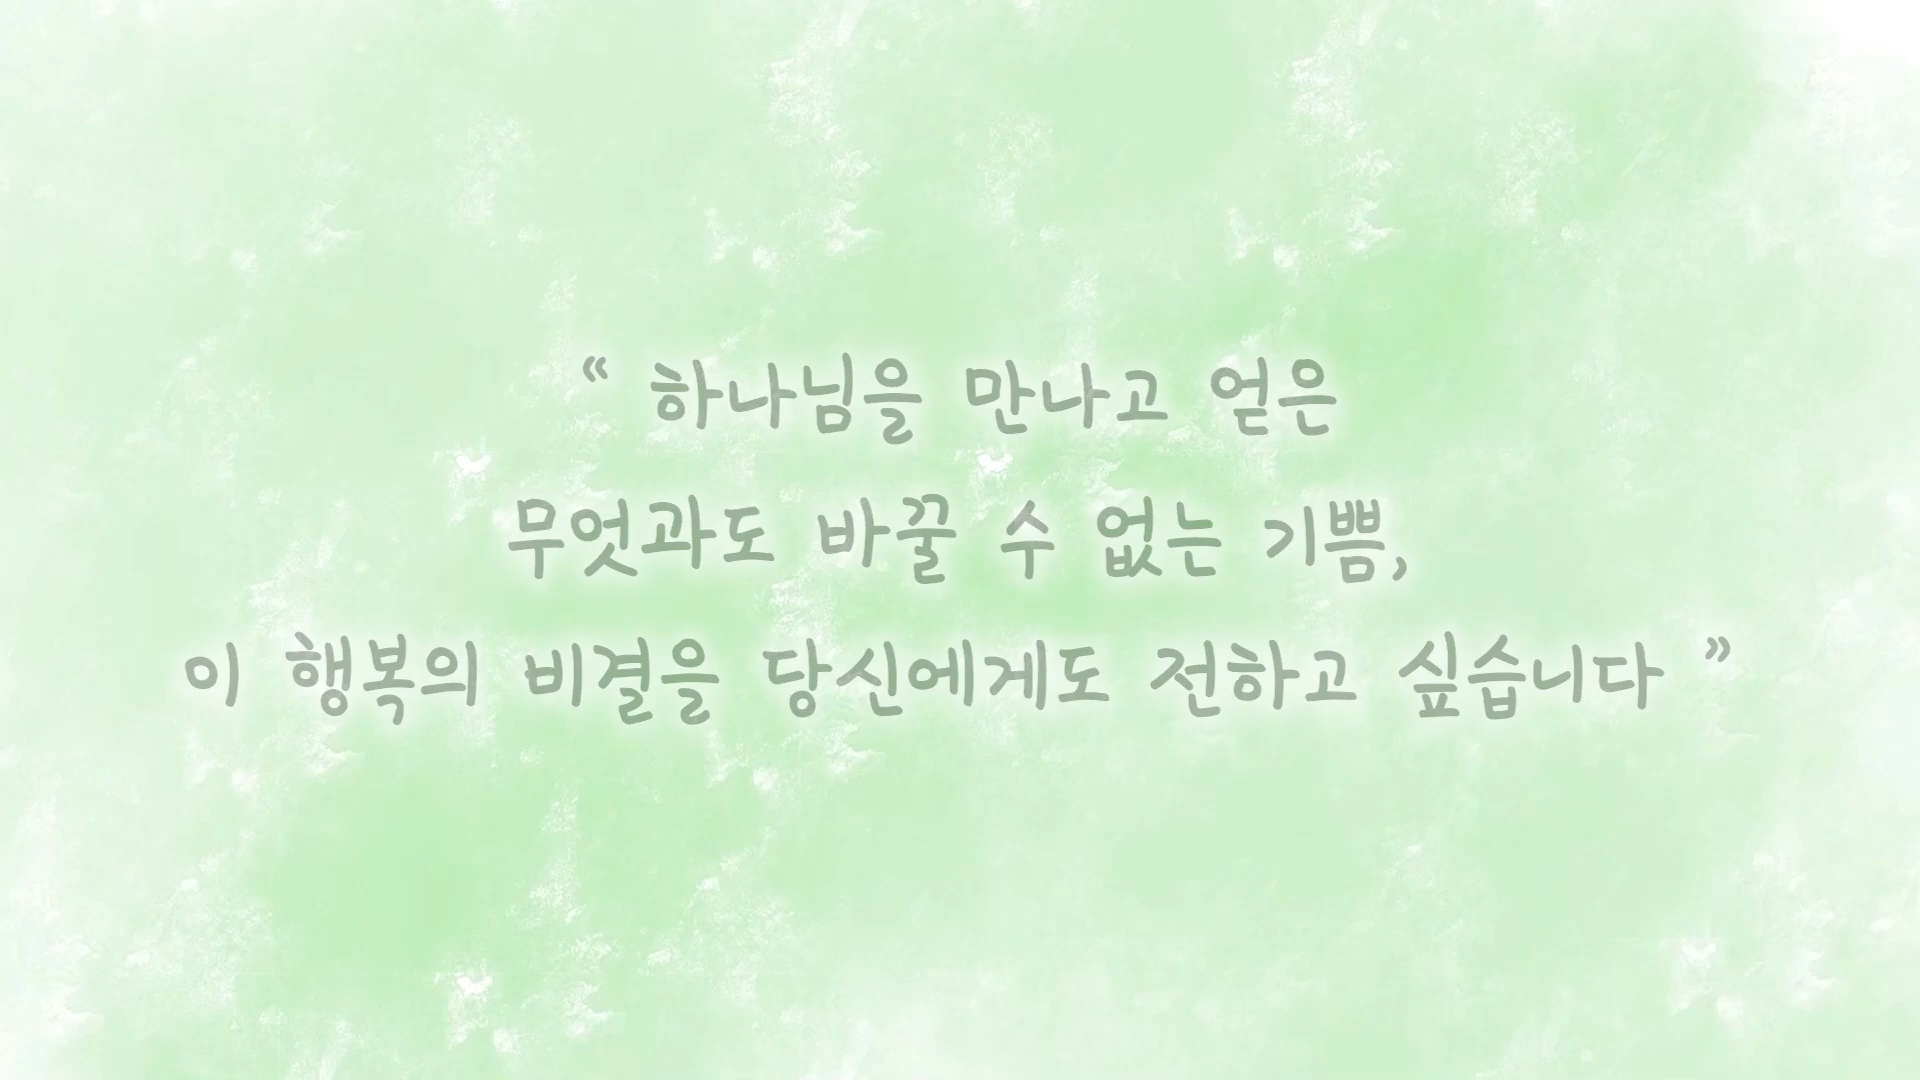 “ 하나님을 만나고 얻은
무엇과도 바꿀 수 없는 기쁨,
이 행복의 비결을 당신에게도 전하고 싶습니다 ”